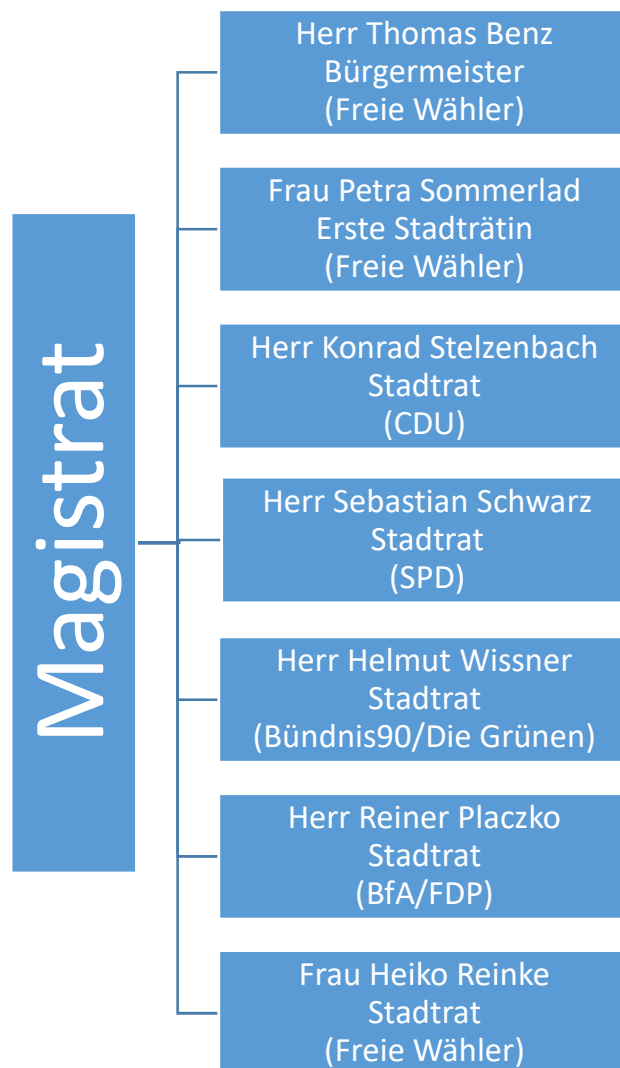 Magistrat
Herr Thomas Benz
Bürgermeister
(Freie Wähler)
Frau Petra Sommerlad
Erste Stadträtin
(Freie Wähler)
Herr Konrad Stelzenbach
Stadtrat
(CDU)
Herr Sebastian Schwarz
Stadtrat
(SPD)
Herr Helmut Wissner
Stadtrat
(Bündnis90/Die Grünen)
Herr Reiner Placzko
Stadtrat
(BfA/FDP)
Frau Heiko Reinke
Stadtrat
(Freie Wähler)